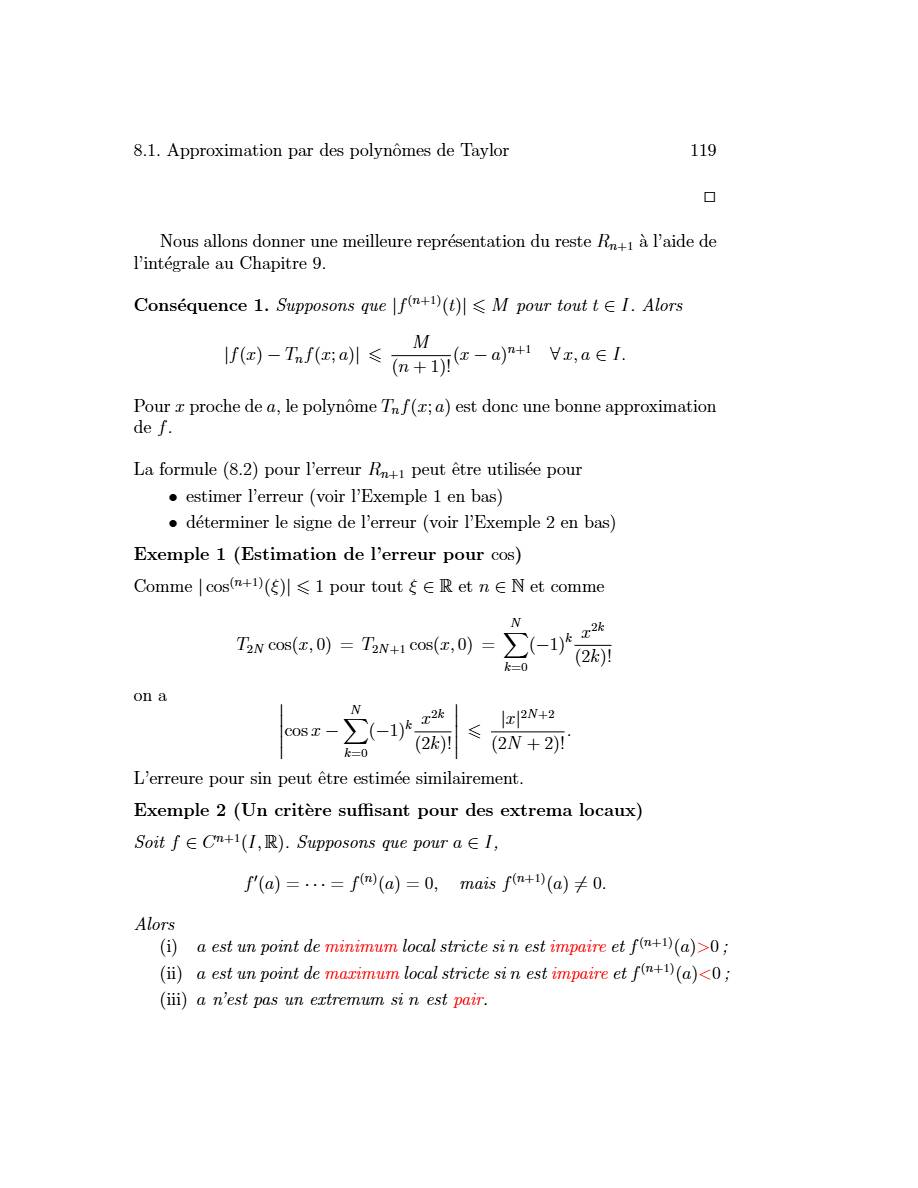 8.1. Approximation par des polynômes de Taylor 119
□
Nous allons donner une meilleure représentation du reste Rₙ₊₁ à l'aide de
l'intégrale au Chapitre 9.
Conséquence 1. Supposons que |f⁽ⁿ⁺¹⁾(t)| ⩽ M pour tout t ∈ I. Alors
|f(x) − Tₙf(x; a)| ⩽ M/(n + 1)! (x − a)ⁿ⁺¹ ∀ x, a ∈ I.
Pour x proche de a, le polynôme Tₙf(x; a) est donc une bonne approximation
de f.
La formule (8.2) pour l'erreur Rₙ₊₁ peut être utilisée pour
• estimer l'erreur (voir l'Exemple 1 en bas)
• déterminer le signe de l'erreur (voir l'Exemple 2 en bas)
Exemple 1 (Estimation de l'erreur pour cos)
Comme | cos⁽ⁿ⁺¹⁾(ξ)| ⩽ 1 pour tout ξ ∈ ℝ et n ∈ ℕ et comme
T_{2N} cos(x, 0) = T_{2N+1} cos(x, 0) = ∑_{k=0}^{N} (−1)^k x^{2k}/(2k)!
on a
|cos x − ∑_{k=0}^{N} (−1)^k x^{2k}/(2k)!| ⩽ |x|^{2N+2}/(2N + 2)!.
L'erreure pour sin peut être estimée similairement.
Exemple 2 (Un critère suffisant pour des extrema locaux)
Soit f ∈ Cⁿ⁺¹(I, ℝ). Supposons que pour a ∈ I,
f′(a) = · · · = f⁽ⁿ⁾(a) = 0, mais f⁽ⁿ⁺¹⁾(a) ≠ 0.
Alors
(i) a est un point de minimum local stricte si n est impaire et f⁽ⁿ⁺¹⁾(a)>0 ;
(ii) a est un point de maximum local stricte si n est impaire et f⁽ⁿ⁺¹⁾(a)<0 ;
(iii) a n'est pas un extremum si n est pair.